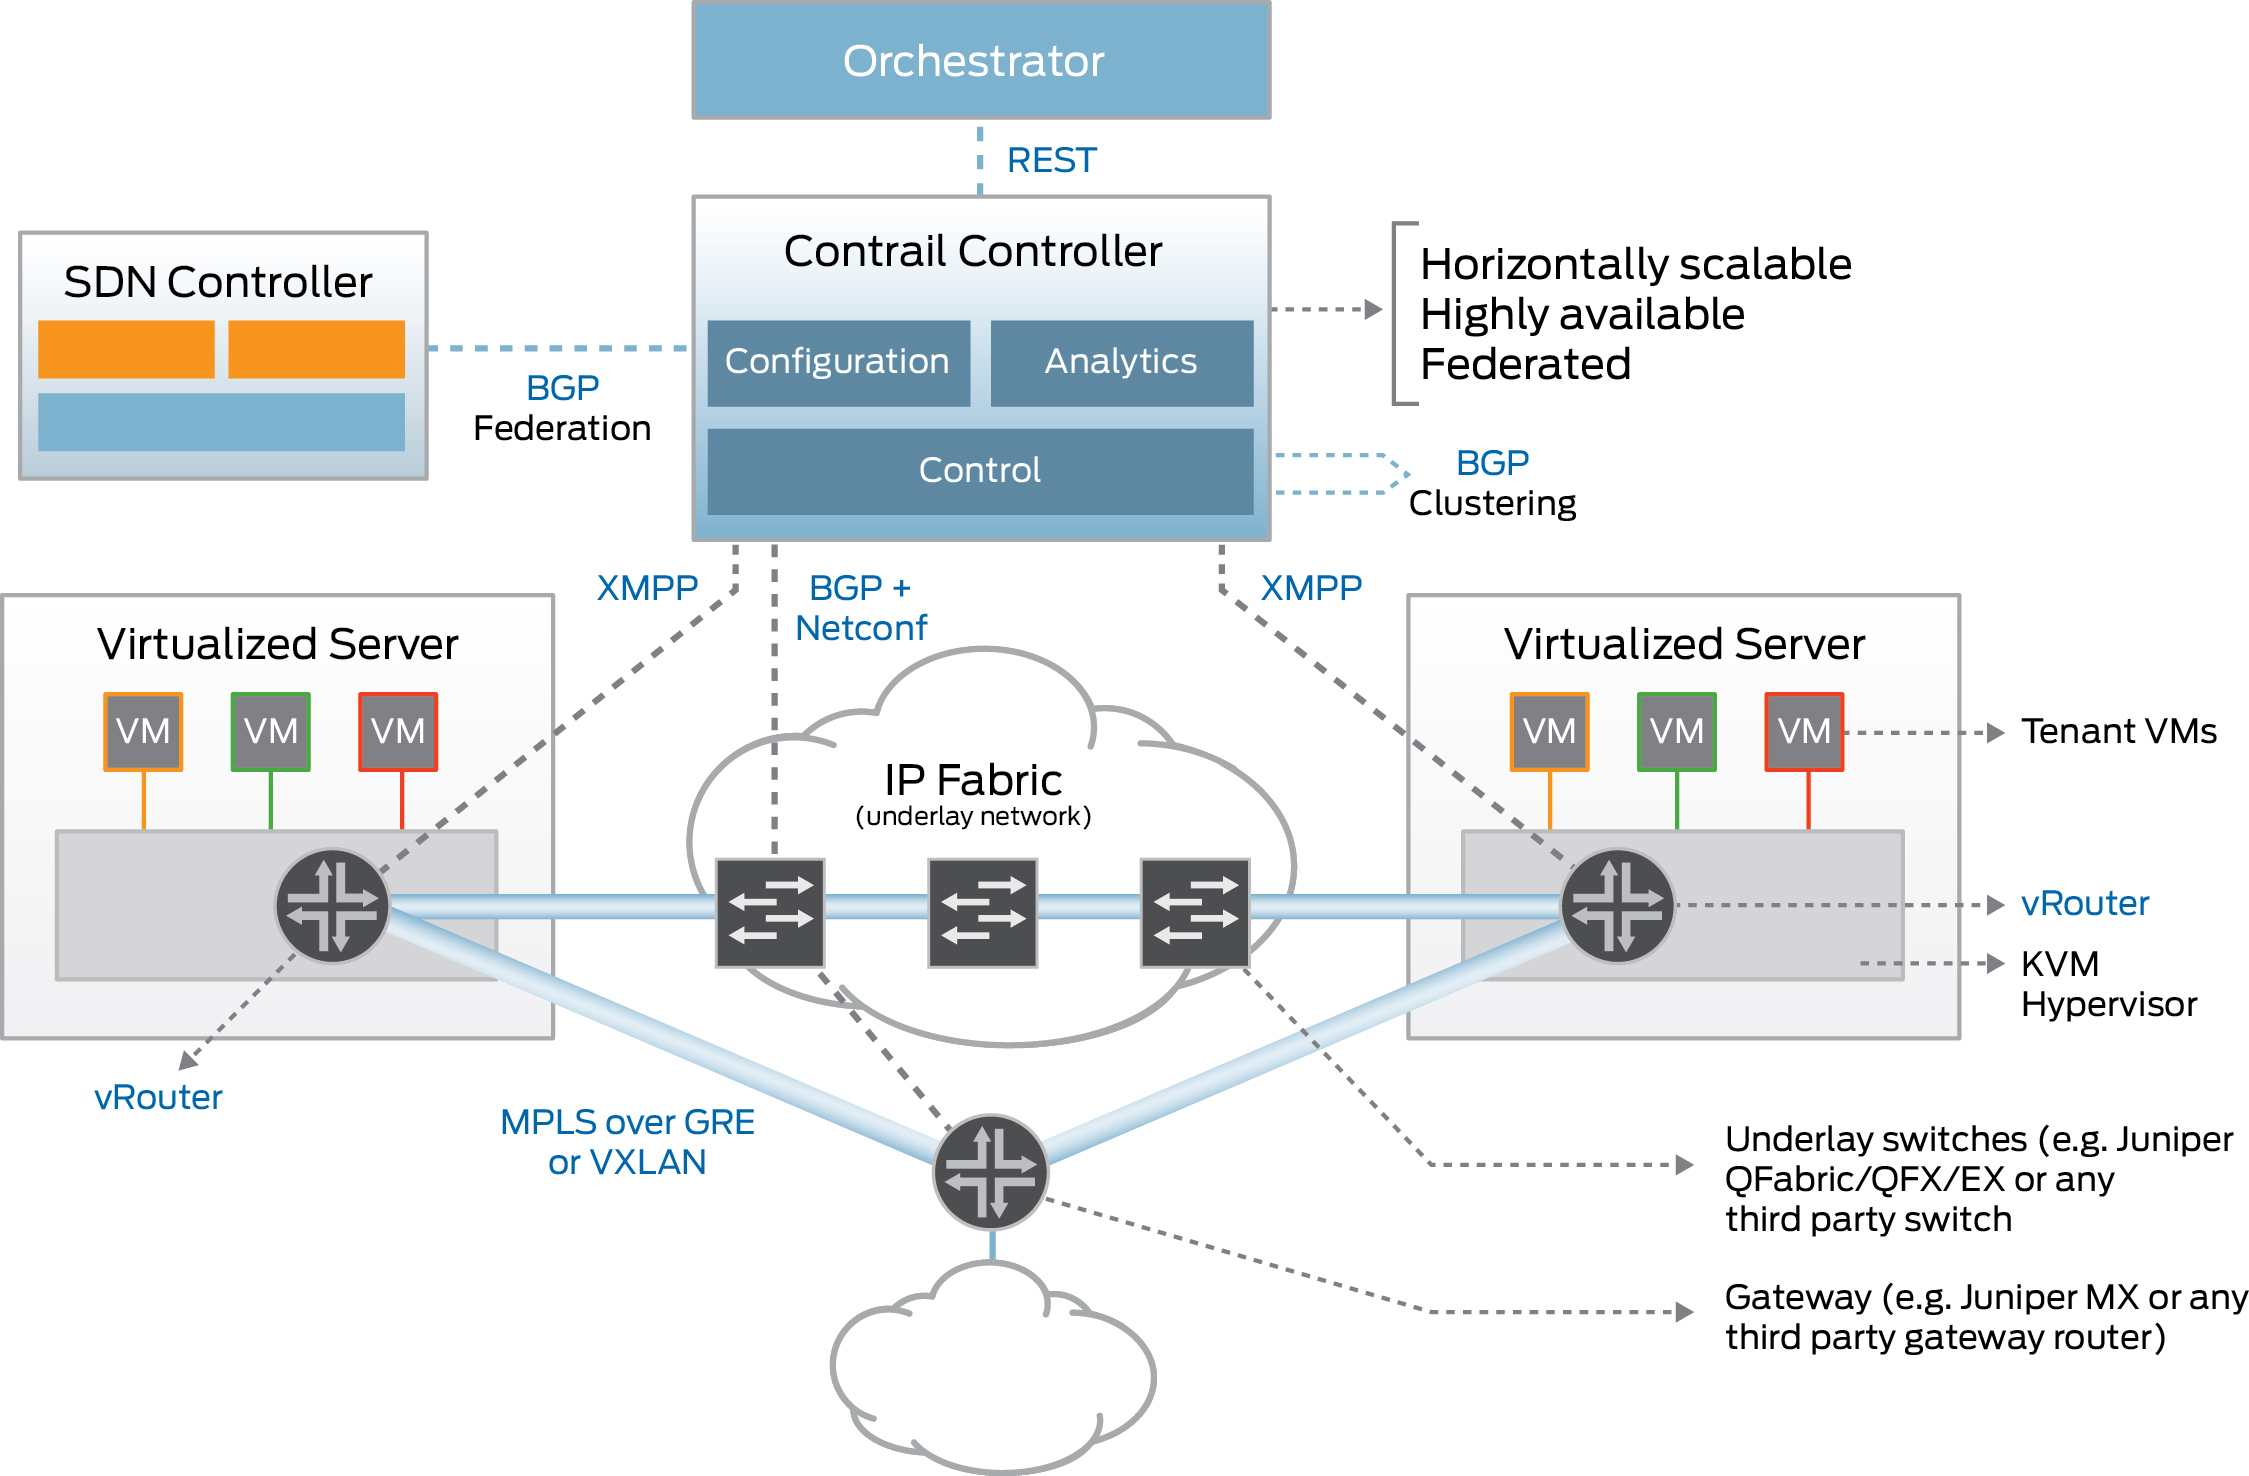 Orchestrator
REST
Contrail Controller
SDN Controller
Configuration
Analytics
Control
BGP
Federation
Horizontally scalable
Highly available
Federated
BGP
Clustering
XMPP
BGP +
Netconf
XMPP
Virtualized Server
VM
VM
VM
IP Fabric
(underlay network)
Virtualized Server
VM
VM
VM
Tenant VMs
vRouter
KVM
Hypervisor
vRouter
MPLS over GRE
or VXLAN
Underlay switches (e.g. Juniper
QFabric/QFX/EX or any
third party switch
Gateway (e.g. Juniper MX or any
third party gateway router)